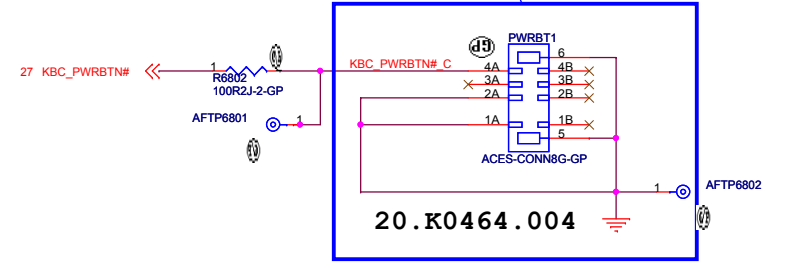 PWRBT1
GP
6
27 KBC_PWRBTN#
1
KBC_PWRBTN#_C
4A
4B
R6802
3A
3B
100R2J-2-GP
2A
2B
AFTP6801
1
1A
1B
5
ACES-CONN8G-GP
1
AFTP6802
20.K0464.004